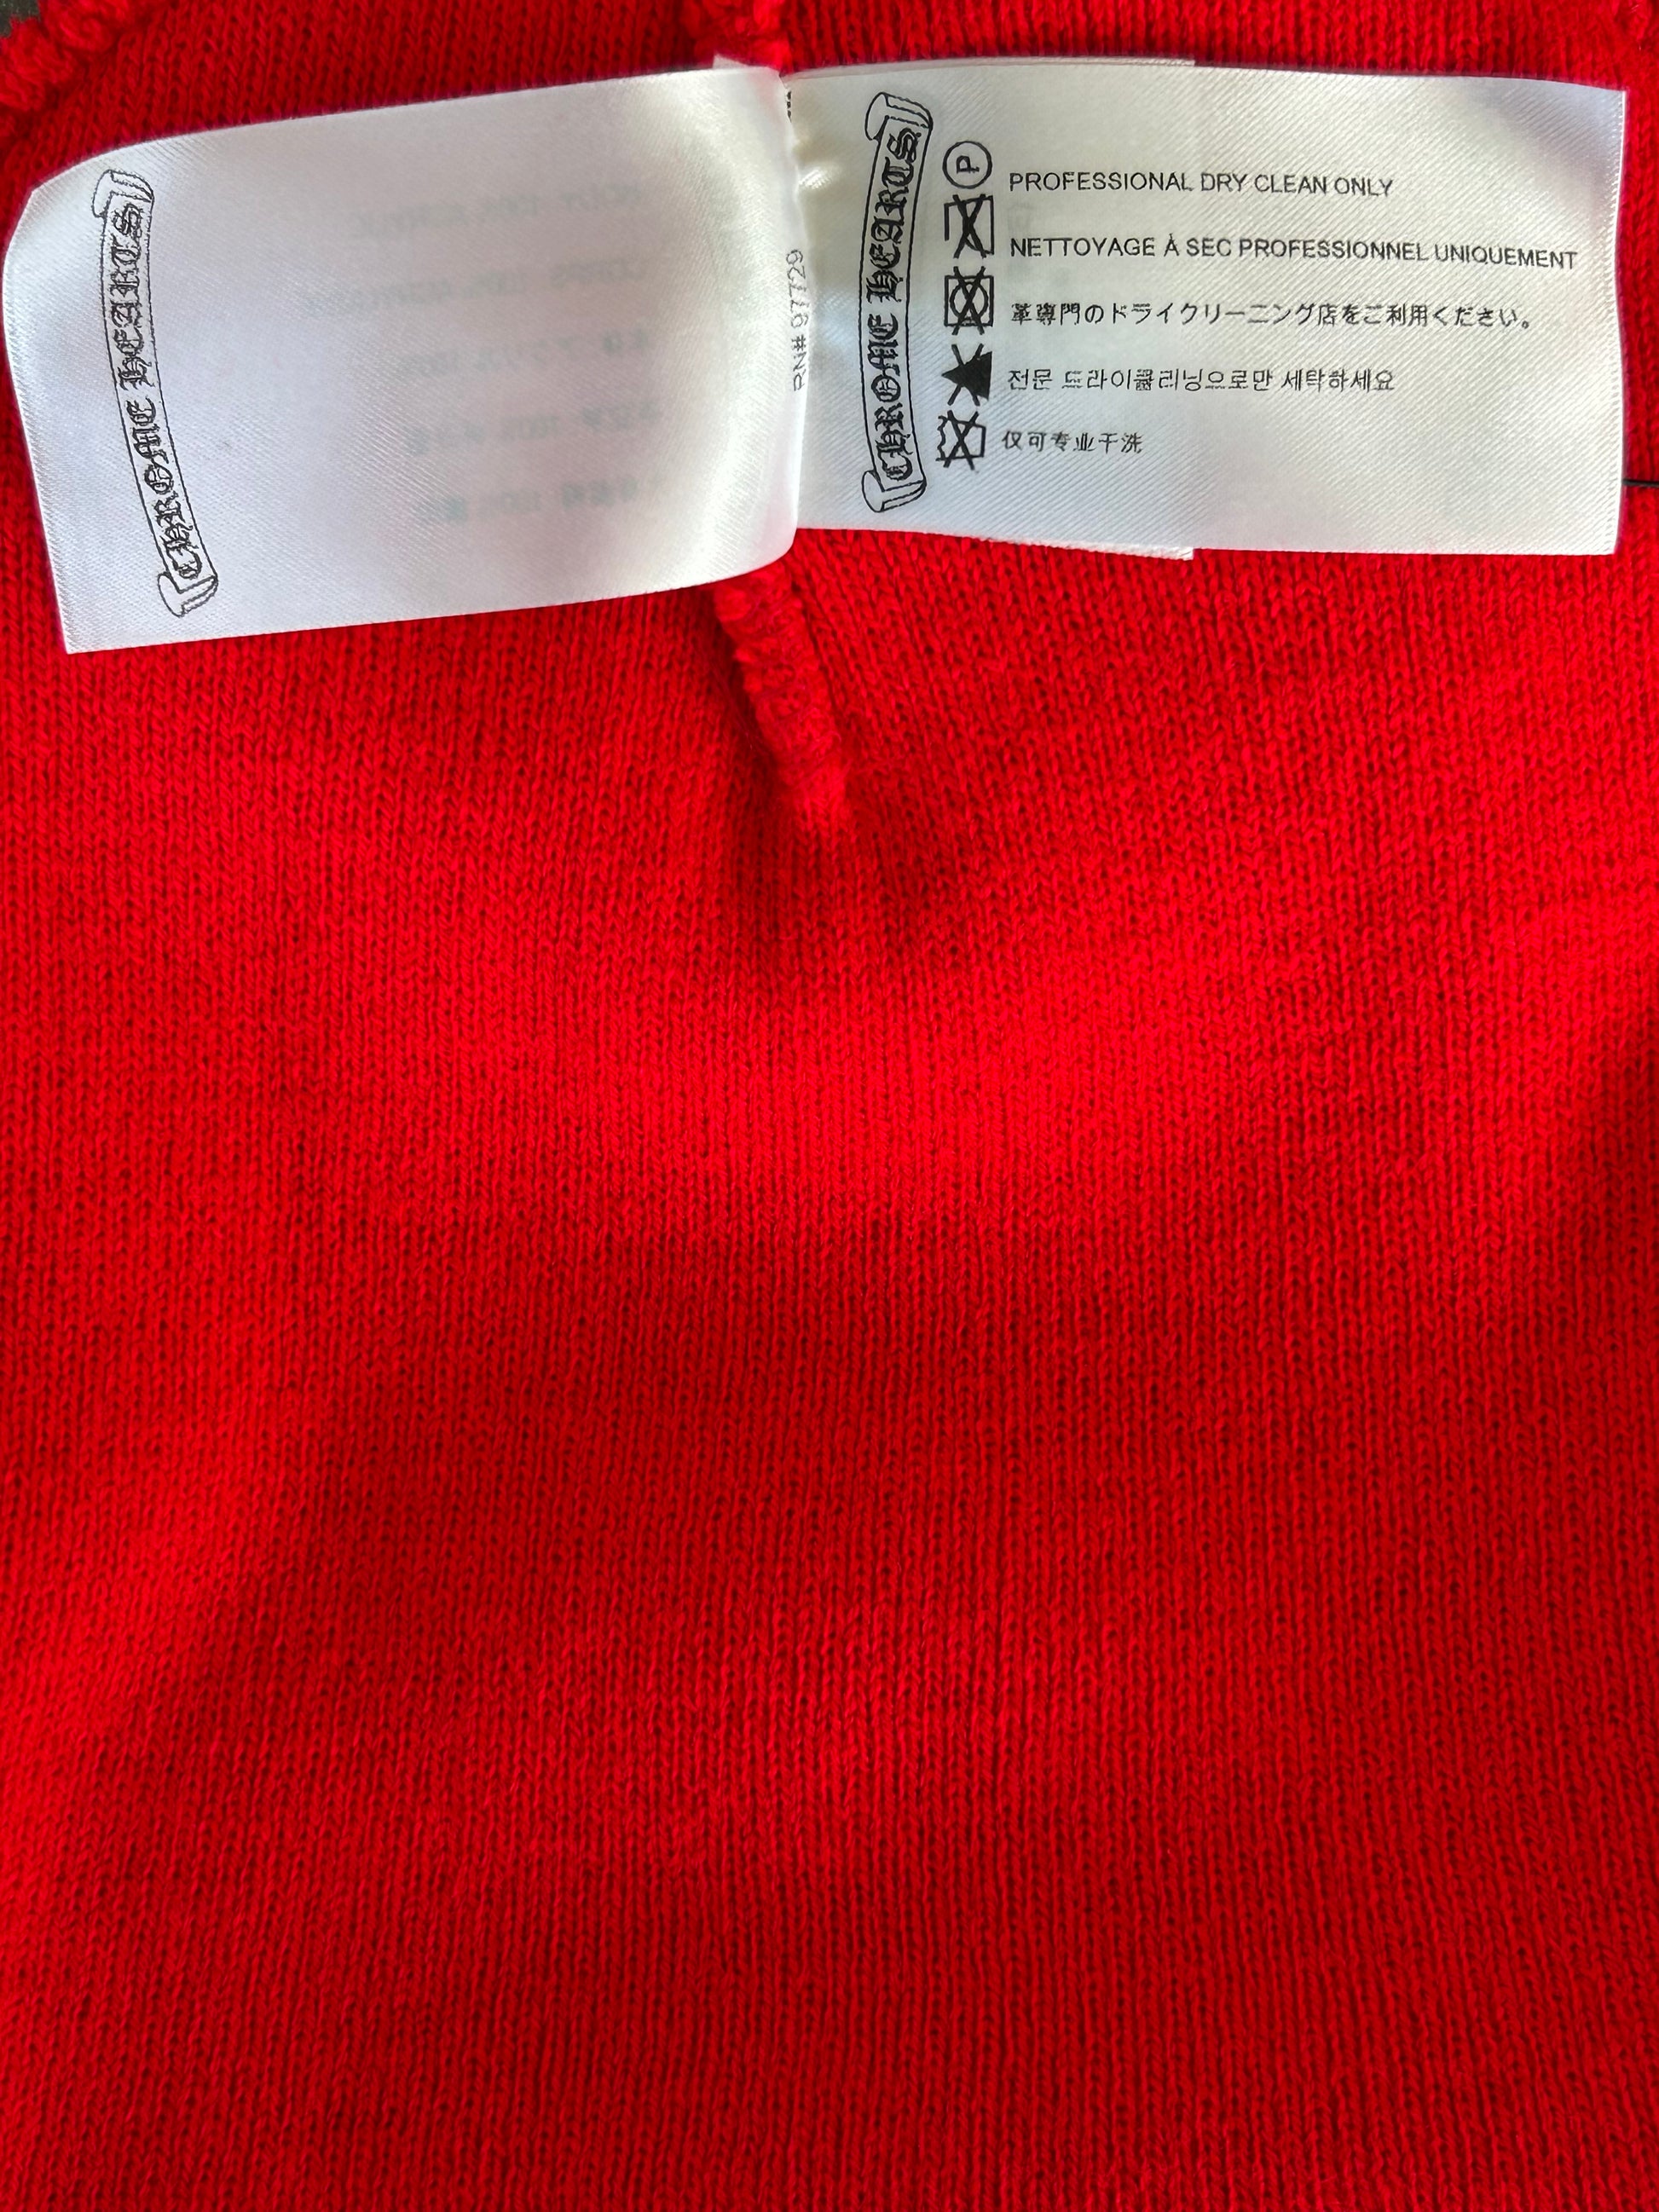 CHROME HEARTS
RN# 97729
CHROME HEARTS
P
PROFESSIONAL DRY CLEAN ONLY
NETTOYAGE À SEC PROFESSIONNEL UNIQUEMENT
革專門のドライクリーニング店をご利用ください。
전문 드라이클리닝으로만 세탁하세요
仅可专业干洗